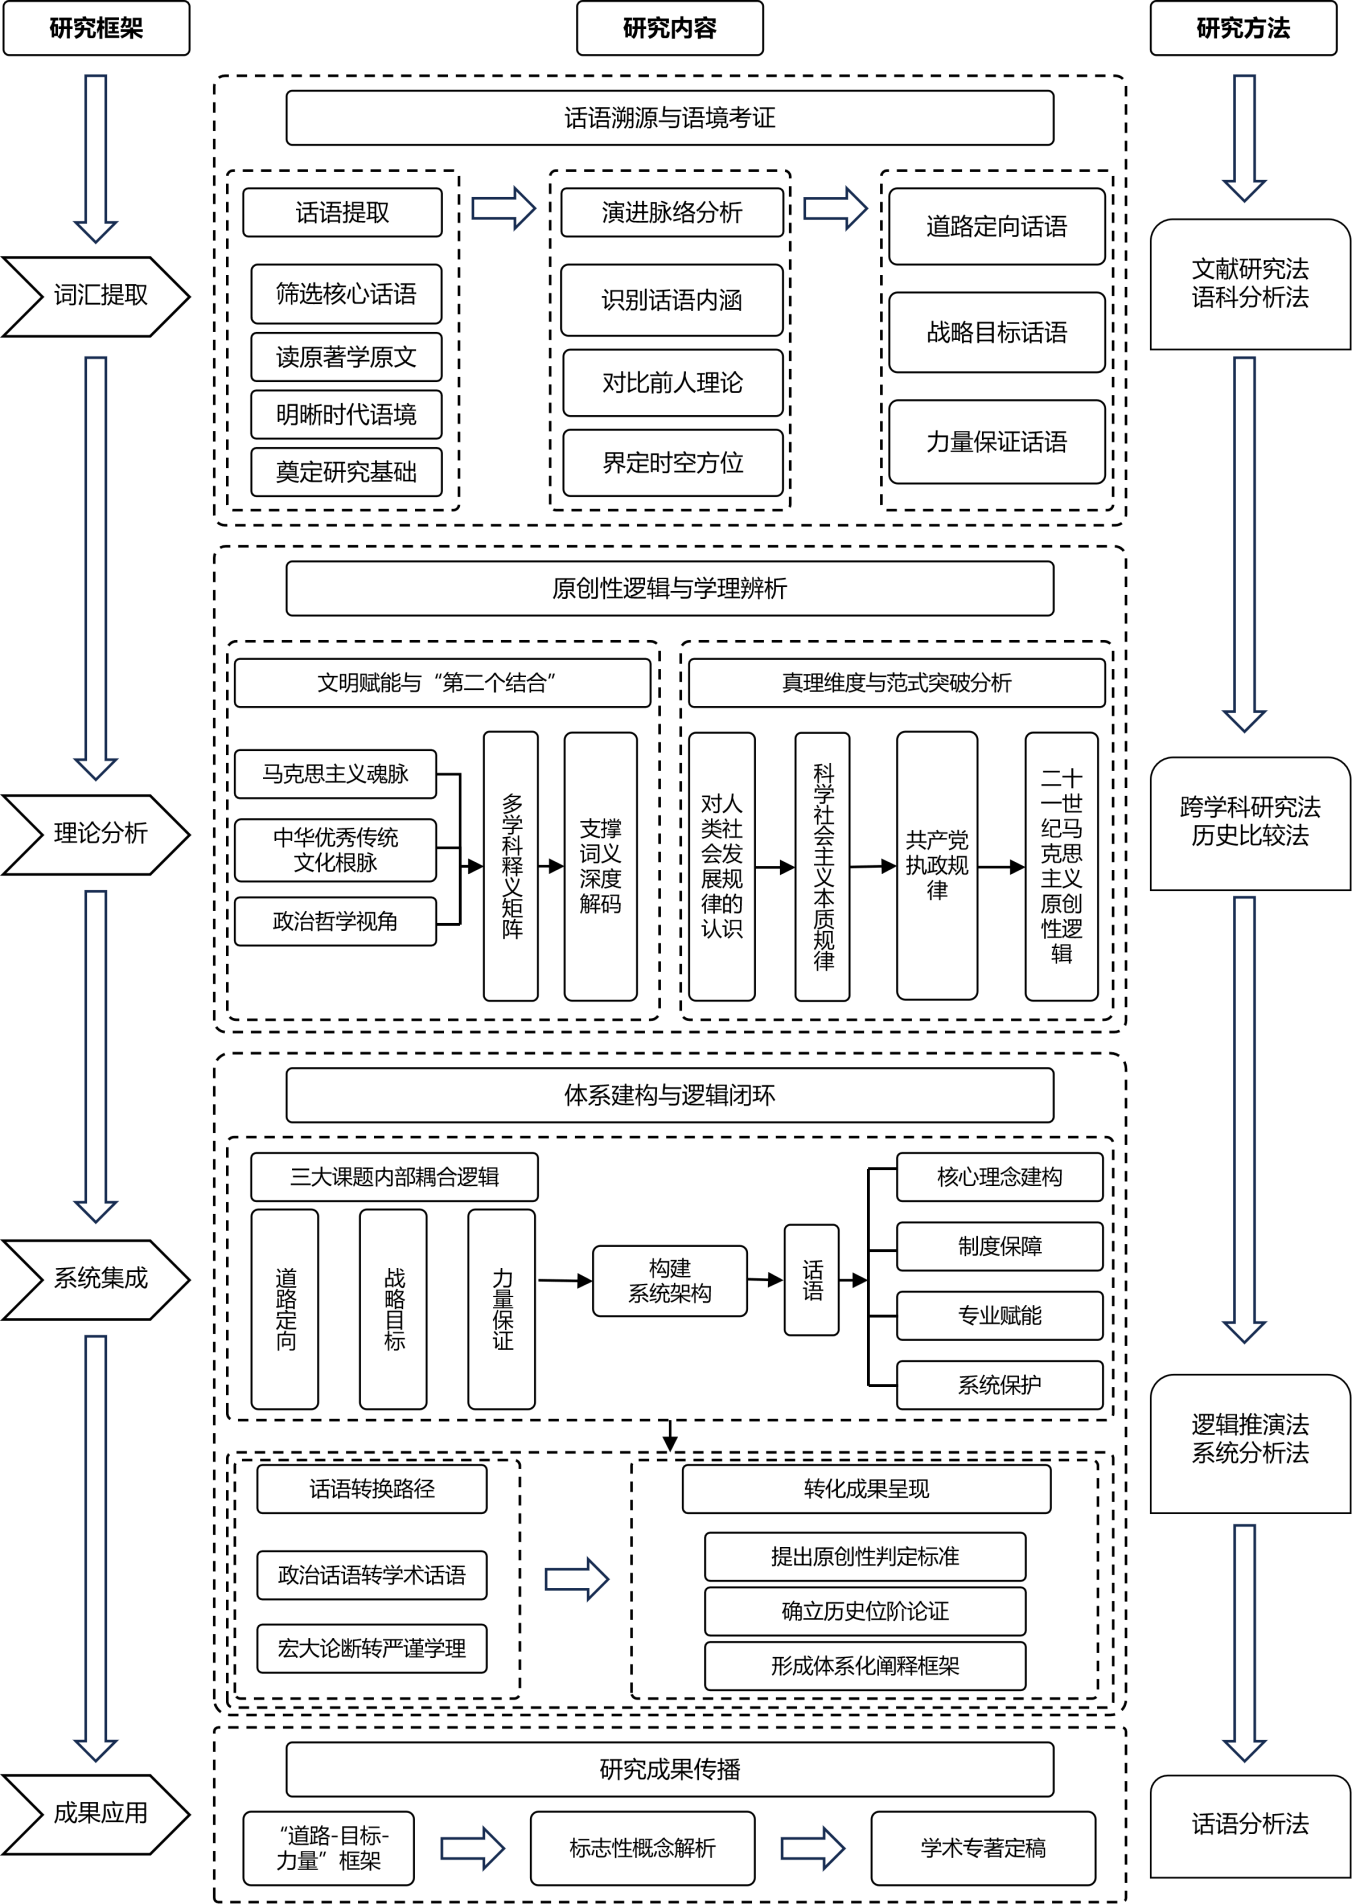 研究框架
研究内容
研究方法
话语溯源与语境考证
话语提取
筛选核心话语
读原著学原文
明晰时代语境
奠定研究基础
演进脉络分析
识别话语内涵
对比前人理论
界定时空方位
道路定向话语
战略目标话语
力量保证话语
词汇提取
文献研究法
语科分析法
原创性逻辑与学理辨析
文明赋能与“第二个结合”
马克思主义魂脉
中华优秀传统
文化根脉
政治哲学视角
多学科释义矩阵
支撑
词义
深度
解码
真理维度与范式突破分析
对人
类社
会发
展规
律的
认识
科学社会主义本质规律
共产党
执政规
律
二十
一世
纪马
克思
主义
原创
性逻
辑
理论分析
跨学科研究法
历史比较法
体系建构与逻辑闭环
三大课题内部耦合逻辑
道路定向
战略目标
力量保证
构建
系统架构
话语
核心理念建构
制度保障
专业赋能
系统保护
系统集成
话语转换路径
政治话语转学术话语
宏大论断转严谨学理
转化成果呈现
提出原创性判定标准
确立历史位阶论证
形成体系化阐释框架
逻辑推演法
系统分析法
研究成果传播
“道路-目标-
力量”框架
标志性概念解析
学术专著定稿
成果应用
话语分析法